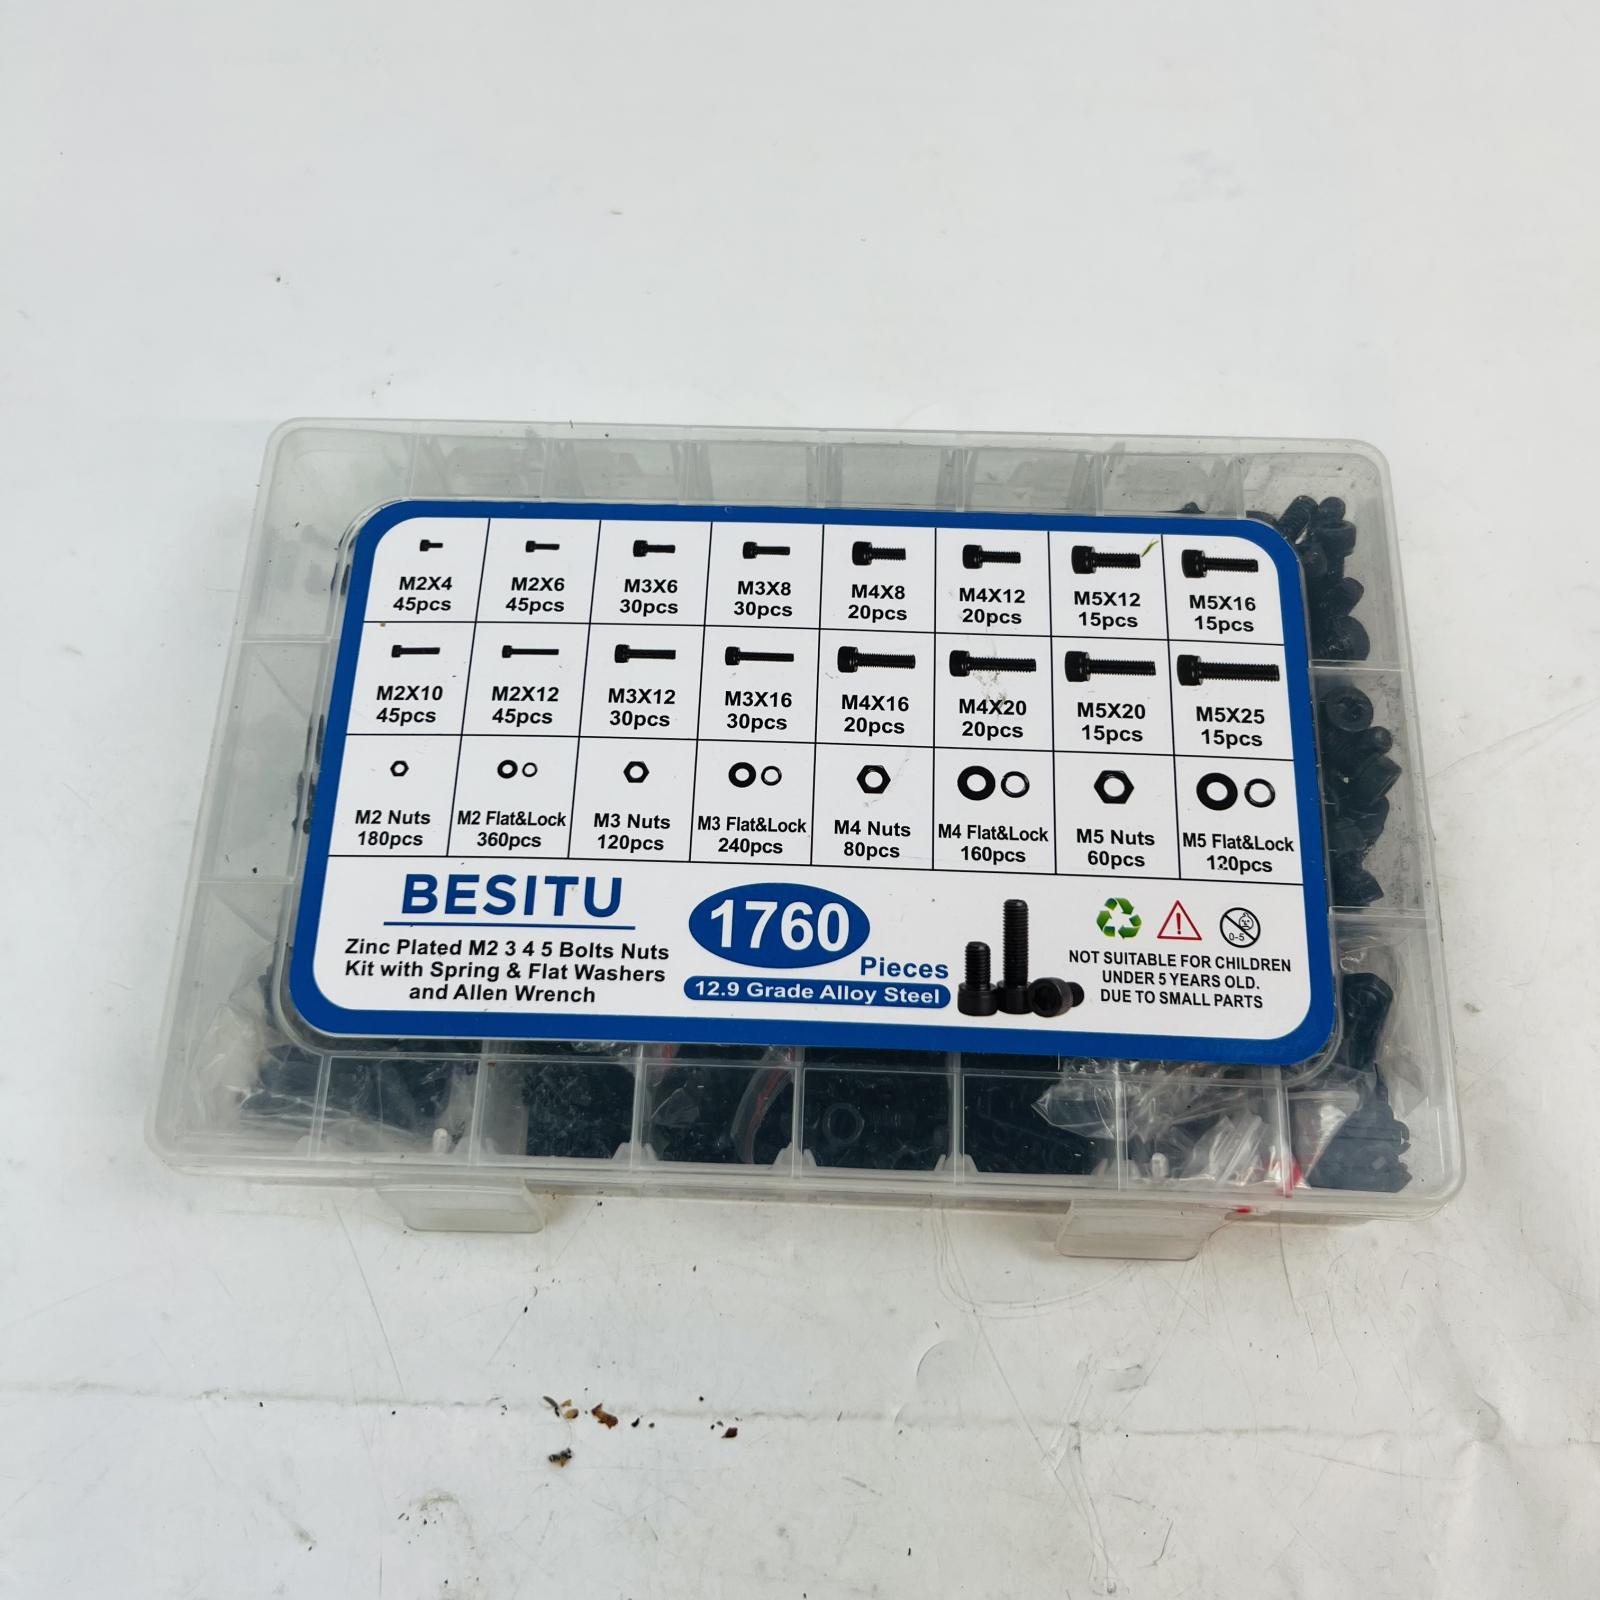 M2X4 M2X6 M3X6 M3X8 M4X8 M4X12 M5X12 M5X16
45pcs 45pcs 30pcs 30pcs 20pcs 20pcs 15pcs 15pcs
M2X10 M2X12 M3X12 M3X16 M4X16 M4X20 M5X20 M5X25
45pcs 45pcs 30pcs 30pcs 20pcs 20pcs 15pcs 15pcs
M2 Nuts M2 Flat&Lock M3 Nuts M3 Flat&Lock M4 Nuts M4 Flat&Lock M5 Nuts M5 Flat&Lock
180pcs 360pcs 120pcs 240pcs 80pcs 160pcs 60pcs 120pcs
BESITU
Zinc Plated M2 3 4 5 Bolts Nuts
Kit with Spring & Flat Washers
and Allen Wrench
1760
Pieces
12.9 Grade Alloy Steel
0-5
NOT SUITABLE FOR CHILDREN
UNDER 5 YEARS OLD.
DUE TO SMALL PARTS